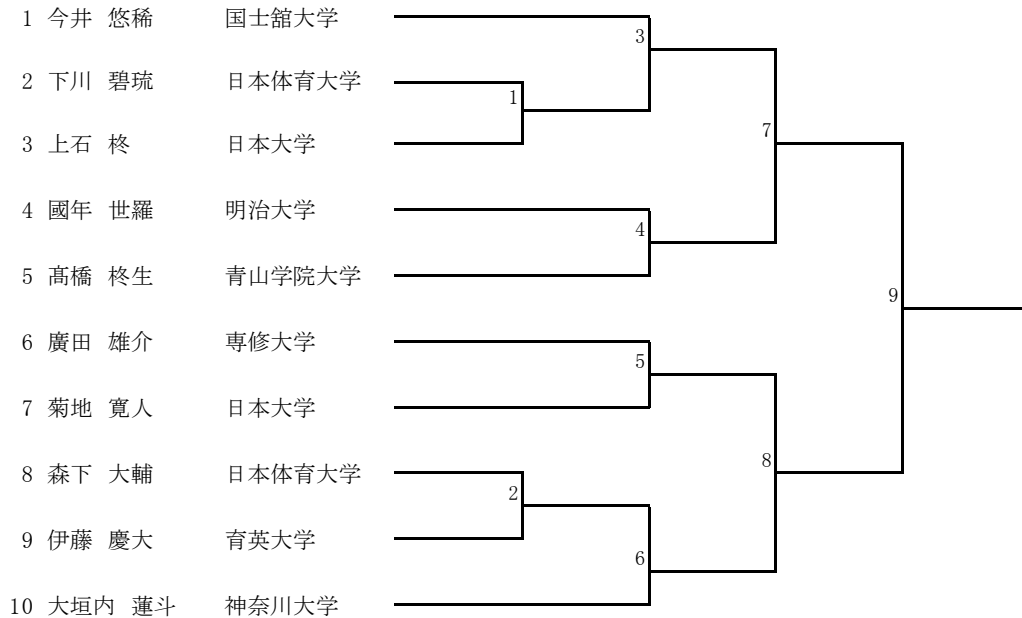 1 今井 悠稀 国士舘大学
3
2 下川 碧琉 日本体育大学
1
3 上石 柊 日本大学
7
4 國年 世羅 明治大学
4
5 髙橋 柊生 青山学院大学
9
6 廣田 雄介 専修大学
5
7 菊地 寛人 日本大学
8
8 森下 大輔 日本体育大学
2
9 伊藤 慶大 育英大学
6
10 大垣内 蓮斗 神奈川大学